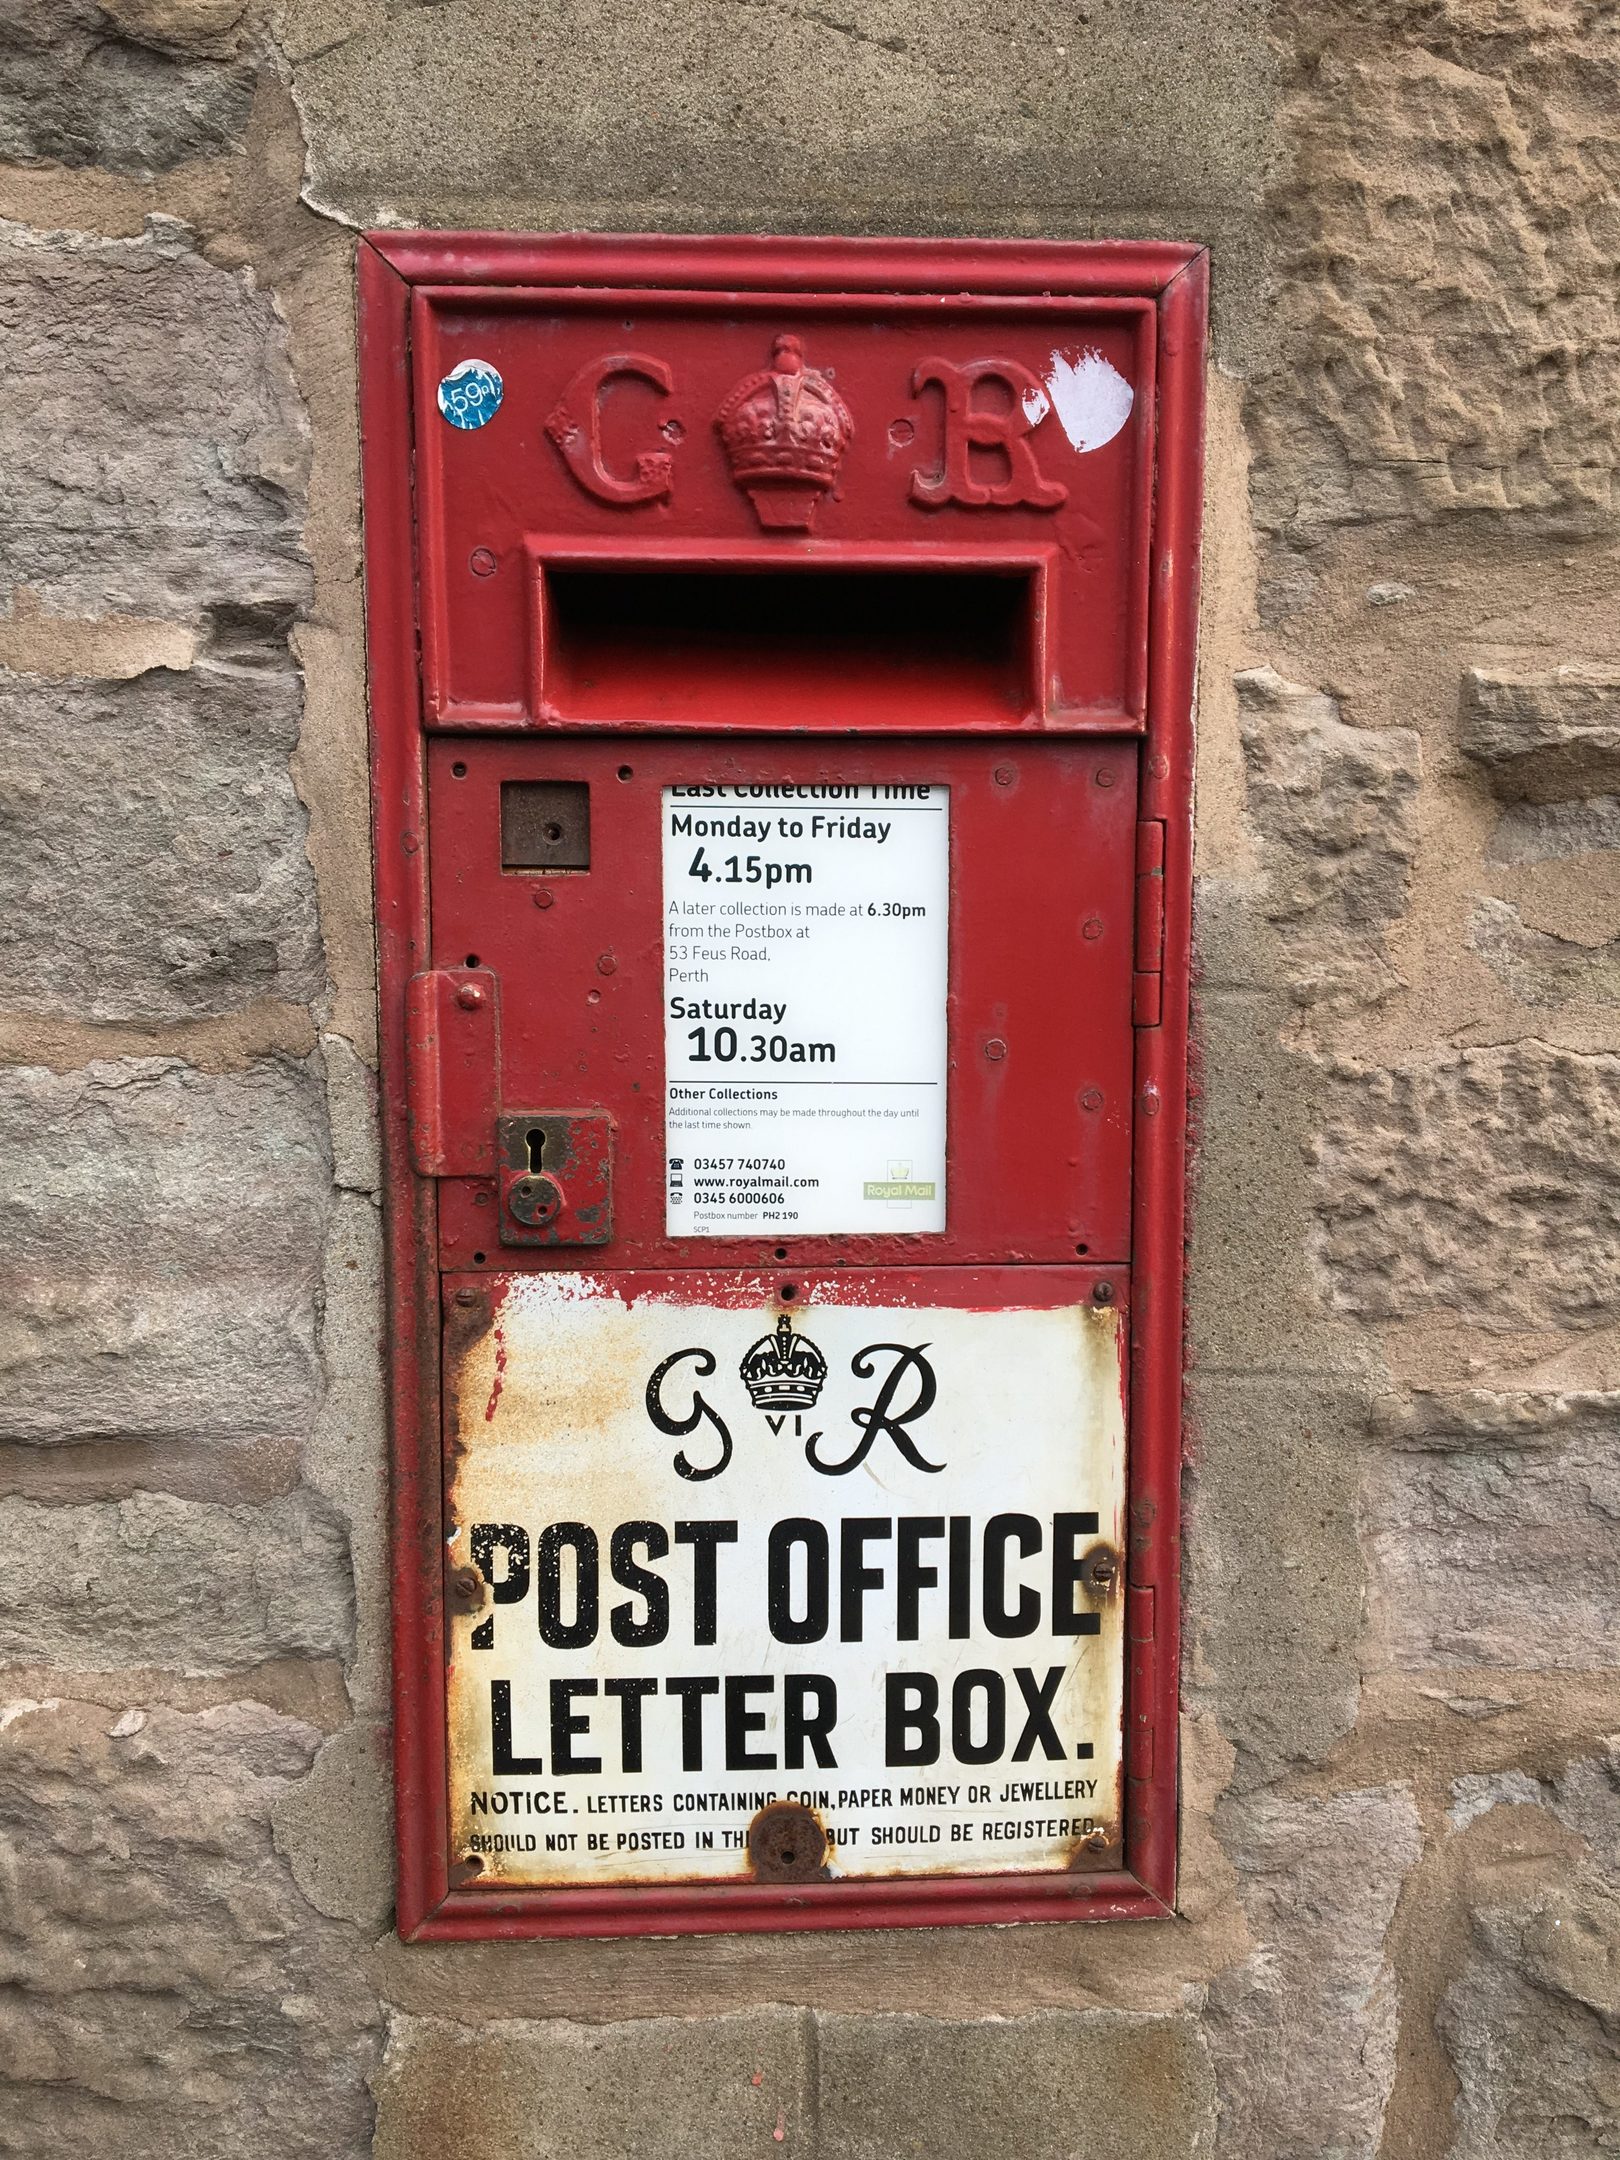 59p
G R
Last Collection Time
Monday to Friday
4.15pm
A later collection is made at 6.30pm
from the Postbox at
53 Feus Road,
Perth
Saturday
10.30am
Other Collections
Additional collections may be made throughout the day until
the last time shown.
03457 740740
www.royalmail.com
0345 6000606
Royal Mail
Postbox number PH2 190
SCP1
G VI R
POST OFFICE
LETTER BOX.
NOTICE. LETTERS CONTAINING COIN, PAPER MONEY OR JEWELLERY
SHOULD NOT BE POSTED IN BUT SHOULD BE REGISTERED.